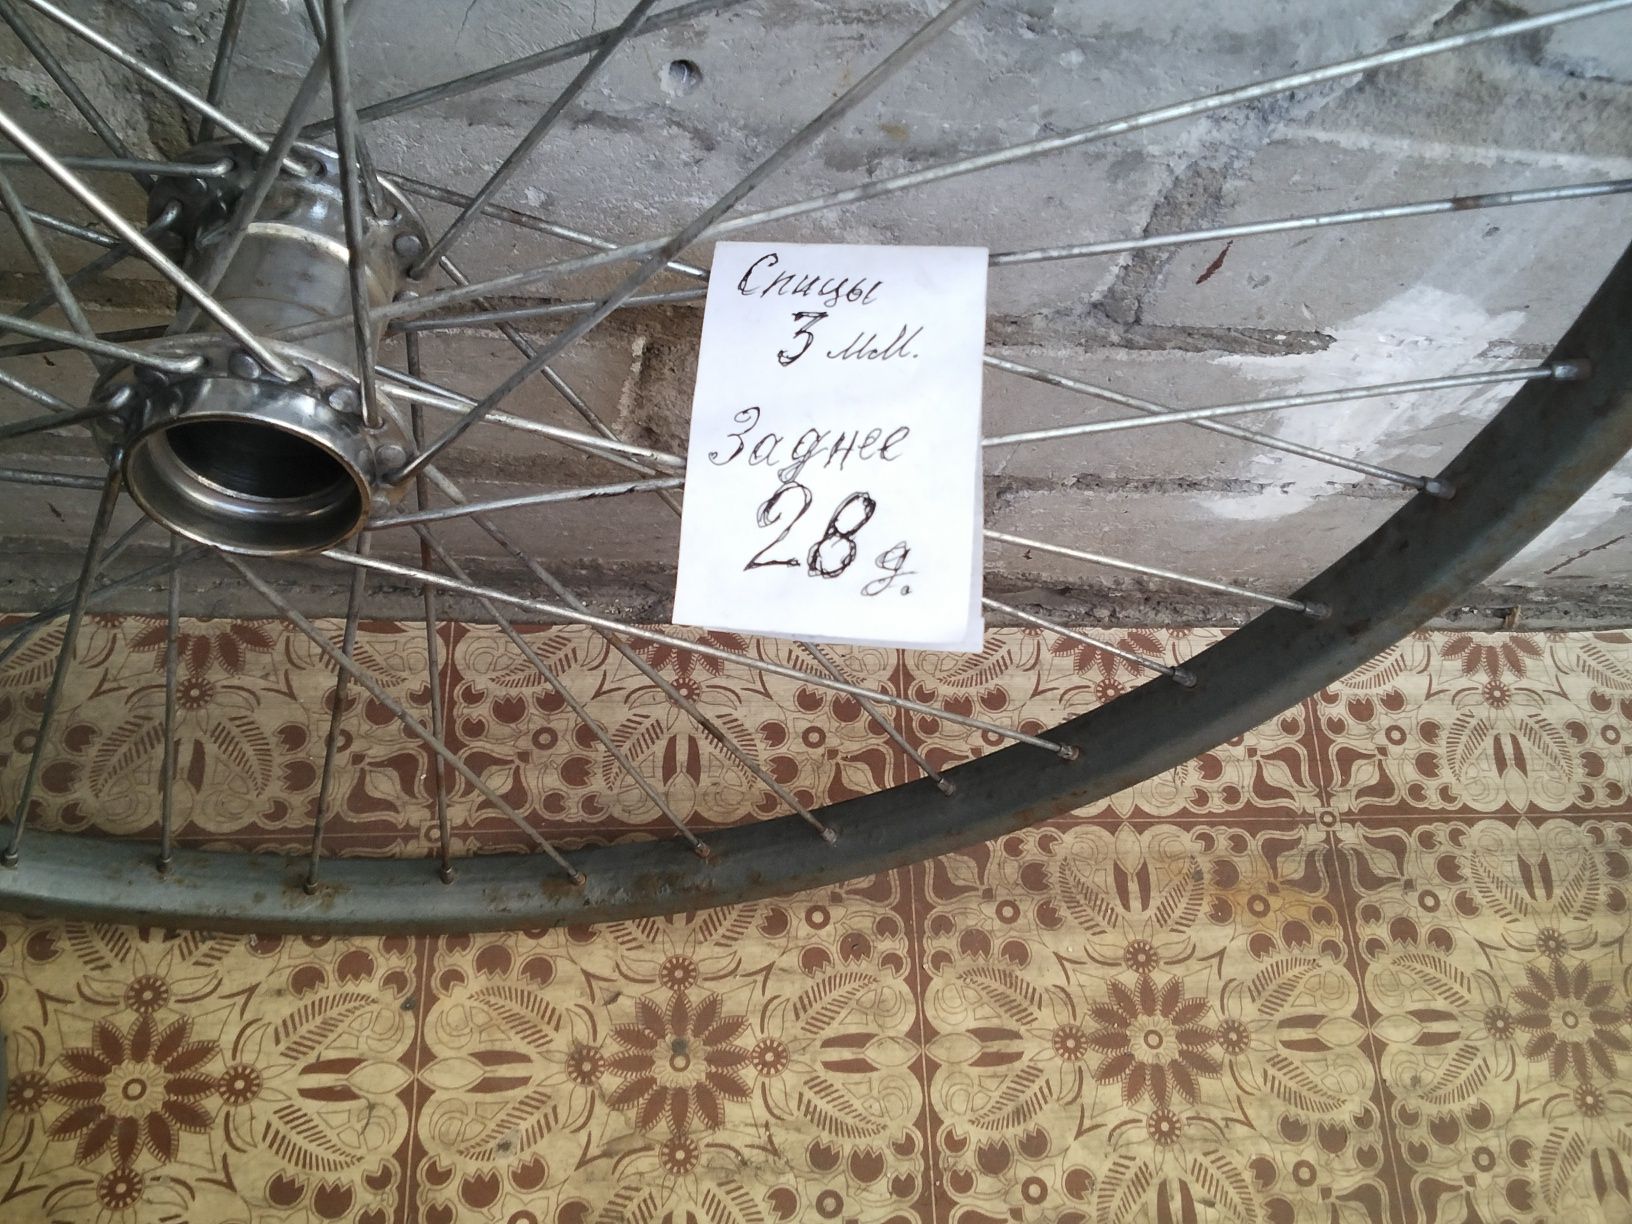 Спицы
3 мм.
Заднее
28 д.